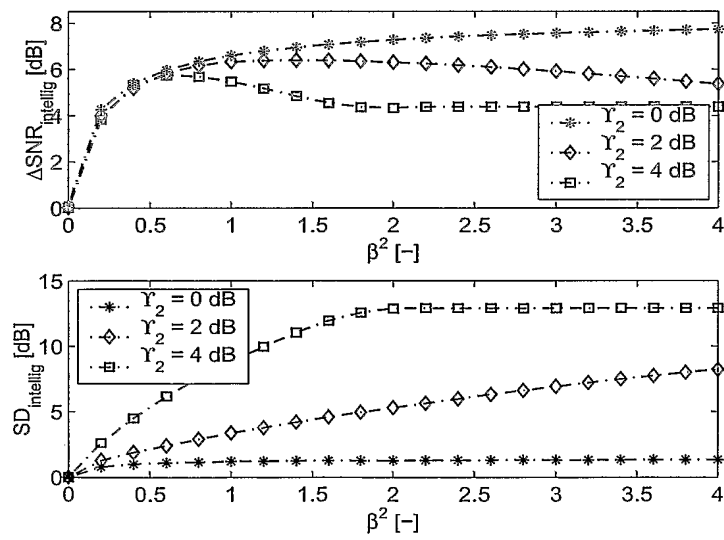 8
6
4
2
0
ΔSNR_intellig [dB]
ϒ₂ = 0 dB
ϒ₂ = 2 dB
ϒ₂ = 4 dB
0 0.5 1 1.5 2 2.5 3 3.5 4
β² [−]
15
10
5
0
SD_intellig [dB]
ϒ₂ = 0 dB
ϒ₂ = 2 dB
ϒ₂ = 4 dB
0 0.5 1 1.5 2 2.5 3 3.5 4
β² [−]